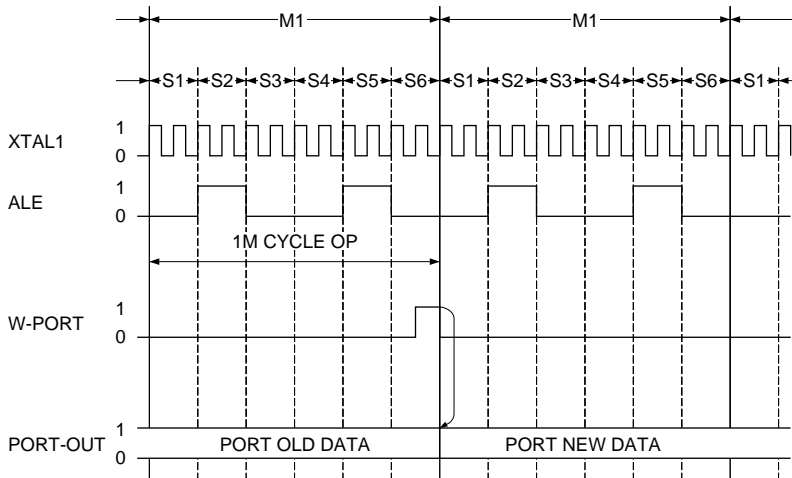 M1 M1
S1 S2 S3 S4 S5 S6 S1 S2 S3 S4 S5 S6 S1
XTAL1 1
0
ALE 1
0
1M CYCLE OP
W-PORT 1
0
PORT-OUT 1
0
PORT OLD DATA PORT NEW DATA